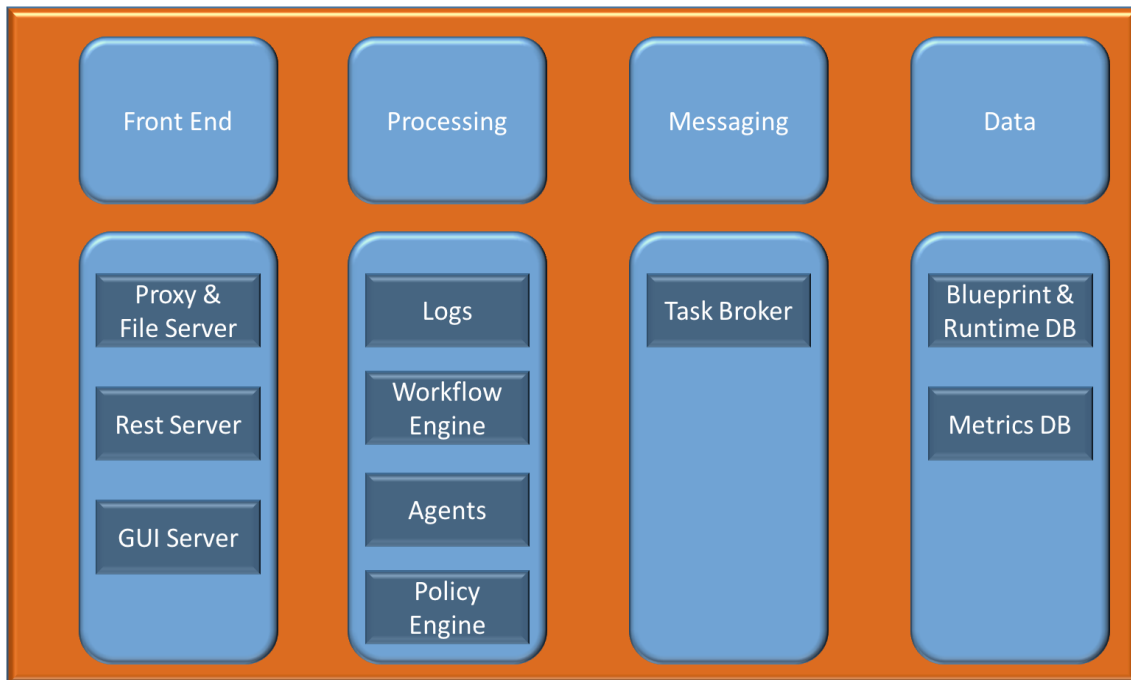 Front End
Processing
Messaging
Data
Proxy &
File Server
Rest Server
GUI Server
Logs
Workflow
Engine
Agents
Policy
Engine
Task Broker
Blueprint &
Runtime DB
Metrics DB